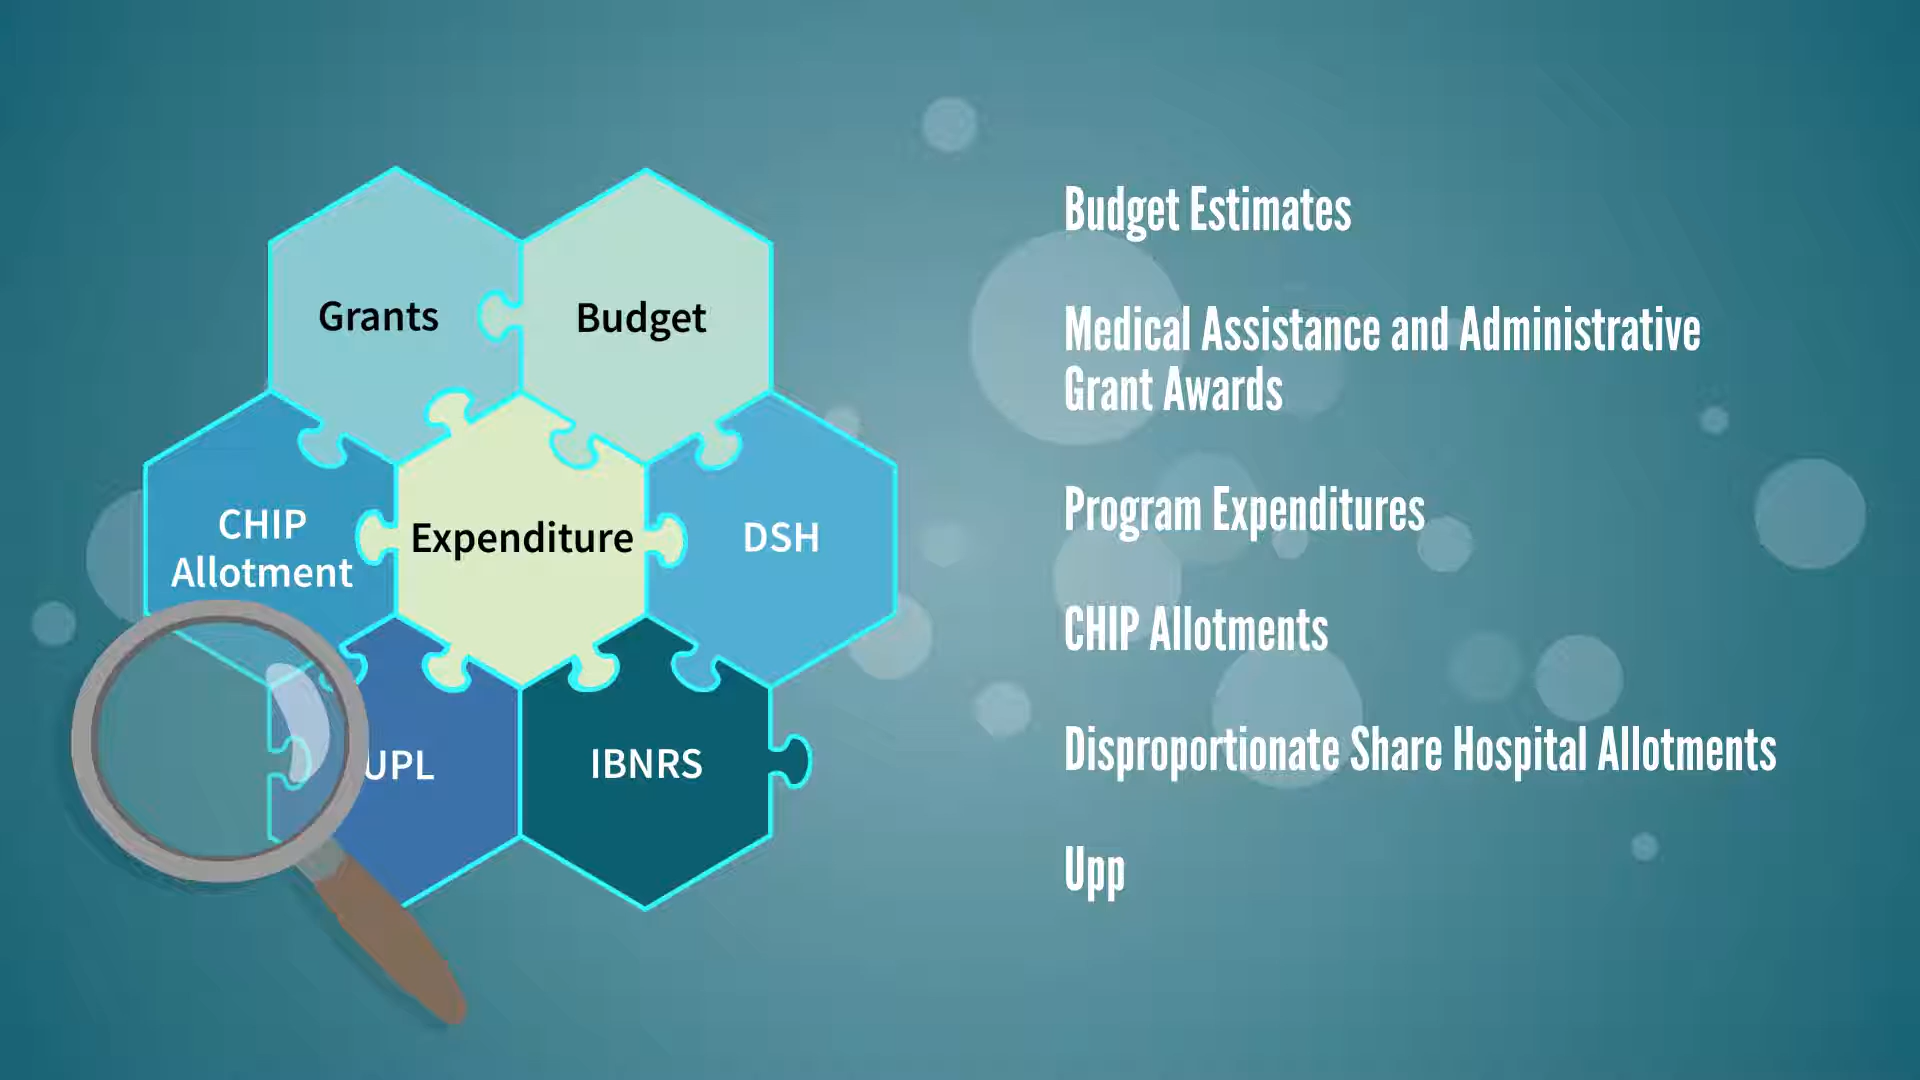 Grants
Budget
CHIP
Allotment
Expenditure
DSH
UPL
IBNRS
Budget Estimates
Medical Assistance and Administrative
Grant Awards
Program Expenditures
CHIP Allotments
Disproportionate Share Hospital Allotments
Upp